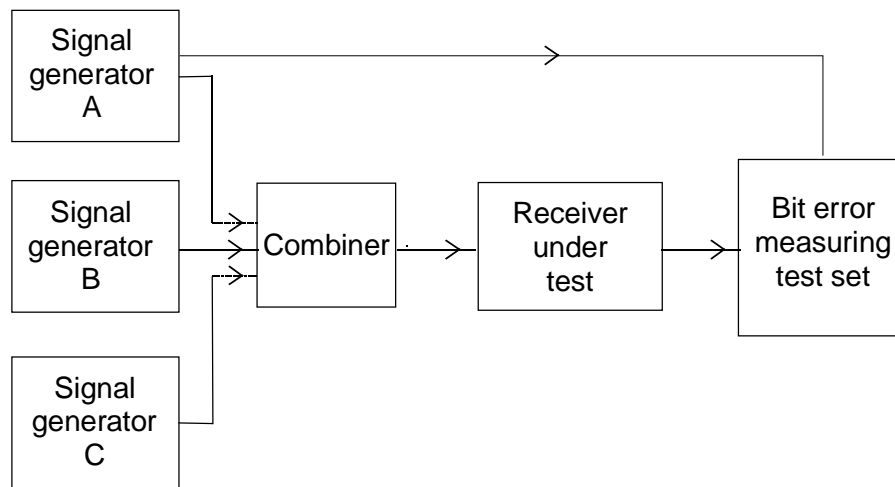 Signal
generator
A
Signal
generator
B
Signal
generator
C
Combiner
Receiver
under
test
Bit error
measuring
test set